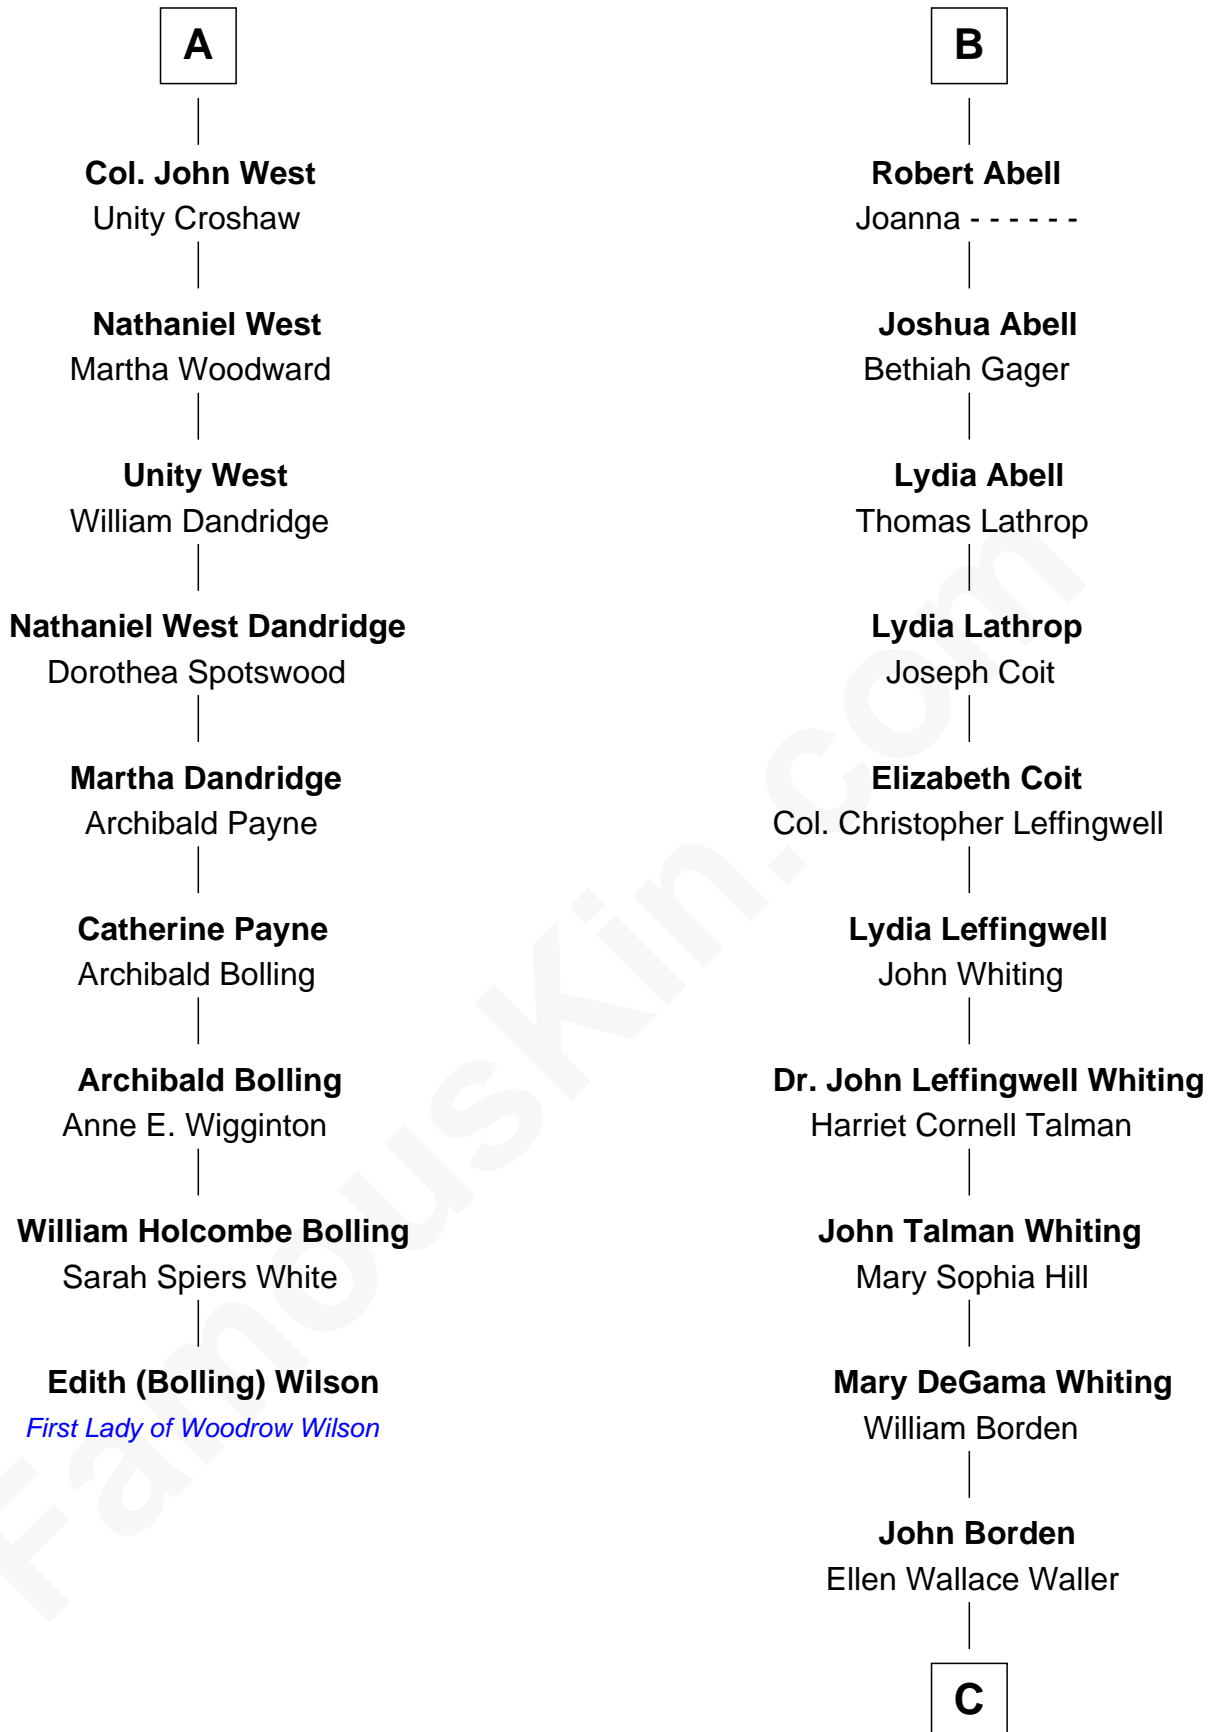 A
Col. John West
Unity Croshaw
Nathaniel West
Martha Woodward
Unity West
William Dandridge
Nathaniel West Dandridge
Dorothea Spotswood
Martha Dandridge
Archibald Payne
Catherine Payne
Archibald Bolling
Archibald Bolling
Anne E. Wigginton
William Holcombe Bolling
Sarah Spiers White
Edith (Bolling) Wilson
First Lady of Woodrow Wilson
B
Robert Abell
Joanna - - - - - -
Joshua Abell
Bethiah Gager
Lydia Abell
Thomas Lathrop
Lydia Lathrop
Joseph Coit
Elizabeth Coit
Col. Christopher Leffingwell
Lydia Leffingwell
John Whiting
Dr. John Leffingwell Whiting
Harriet Cornell Talman
John Talman Whiting
Mary Sophia Hill
Mary DeGama Whiting
William Borden
John Borden
Ellen Wallace Waller
C
FamousKin.com